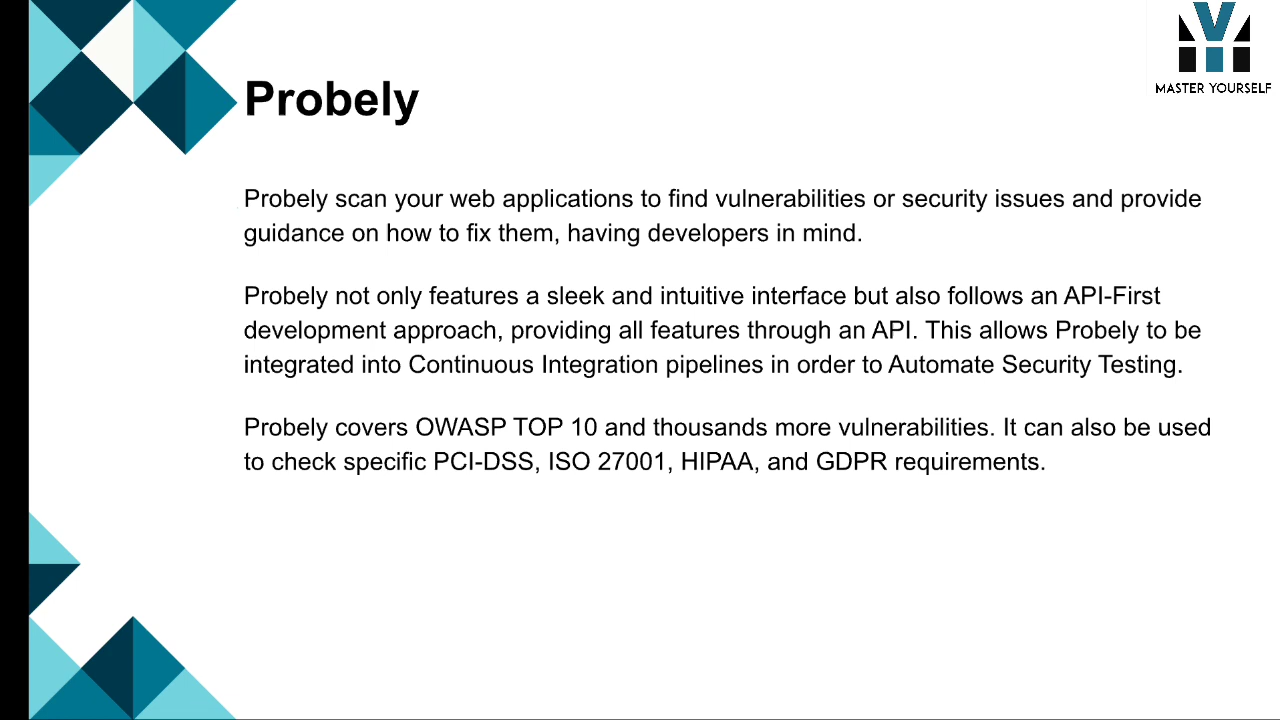 MASTER YOURSELF
Probely
Probely scan your web applications to find vulnerabilities or security issues and provide
guidance on how to fix them, having developers in mind.
Probely not only features a sleek and intuitive interface but also follows an API-First
development approach, providing all features through an API. This allows Probely to be
integrated into Continuous Integration pipelines in order to Automate Security Testing.
Probely covers OWASP TOP 10 and thousands more vulnerabilities. It can also be used
to check specific PCI-DSS, ISO 27001, HIPAA, and GDPR requirements.